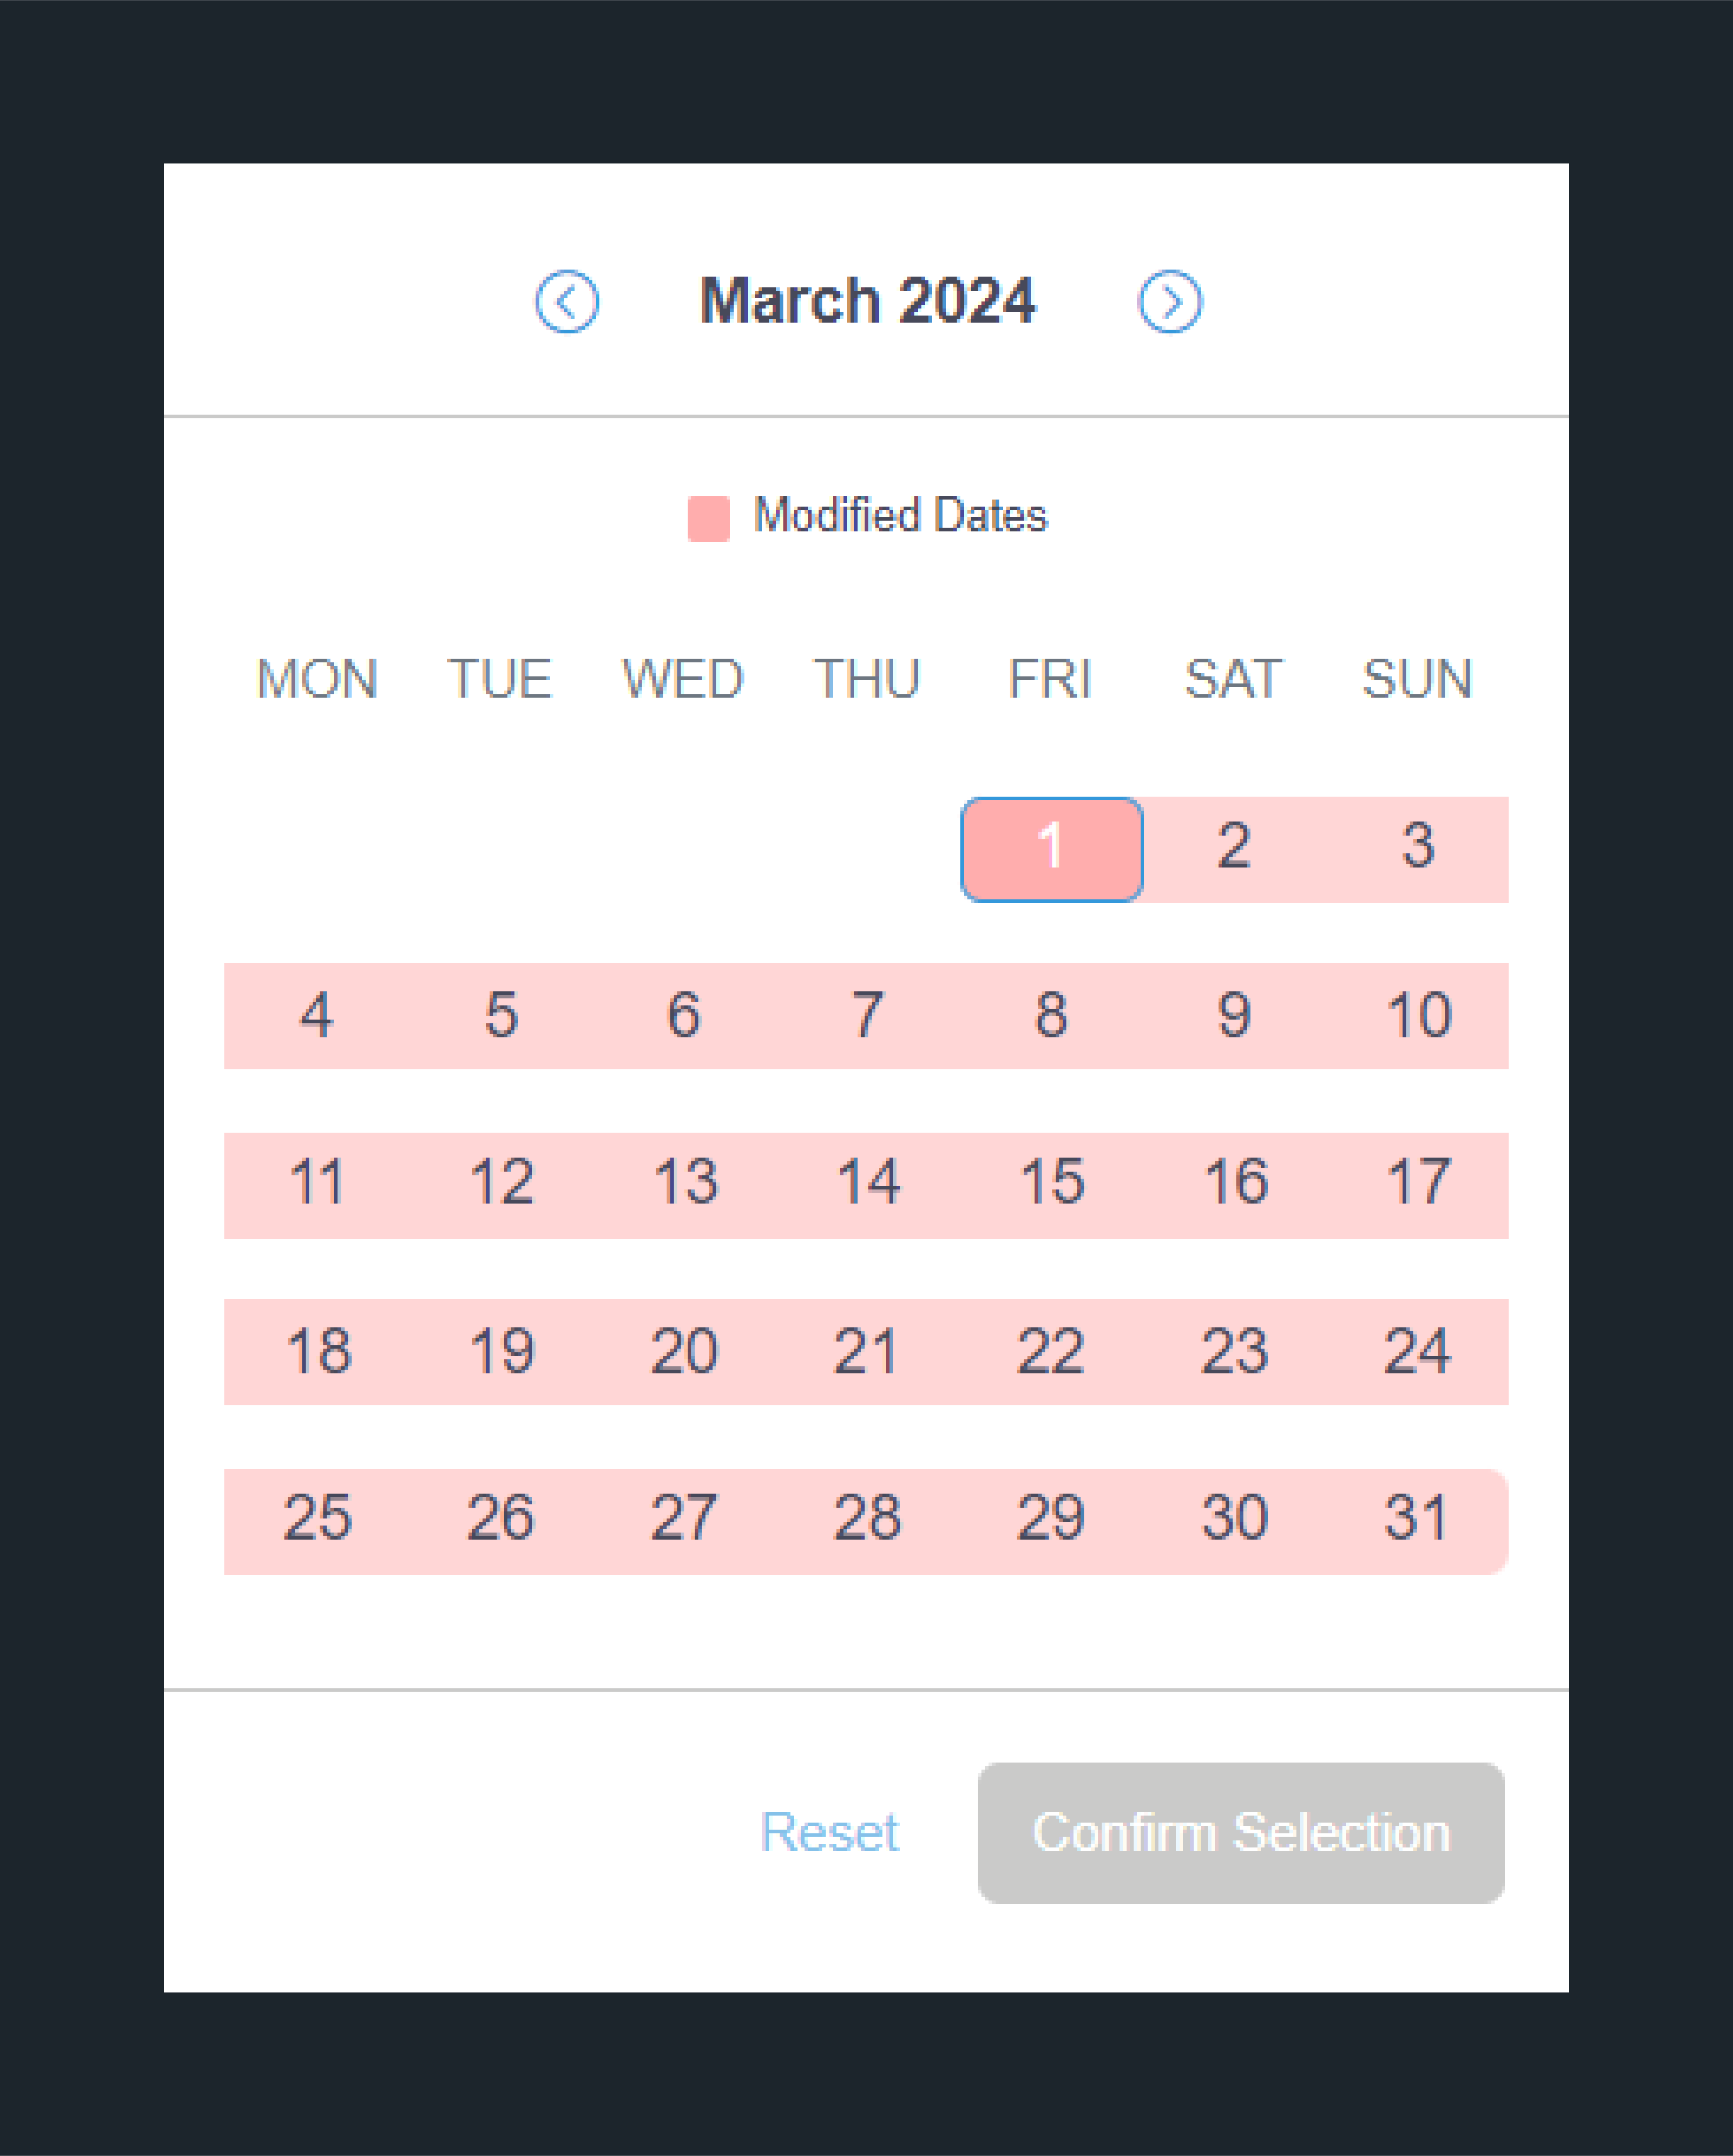 March 2024
Modified Dates
MON TUE WED THU FRI SAT SUN
1 2 3
4 5 6 7 8 9 10
11 12 13 14 15 16 17
18 19 20 21 22 23 24
25 26 27 28 29 30 31
Reset Confirm Selection